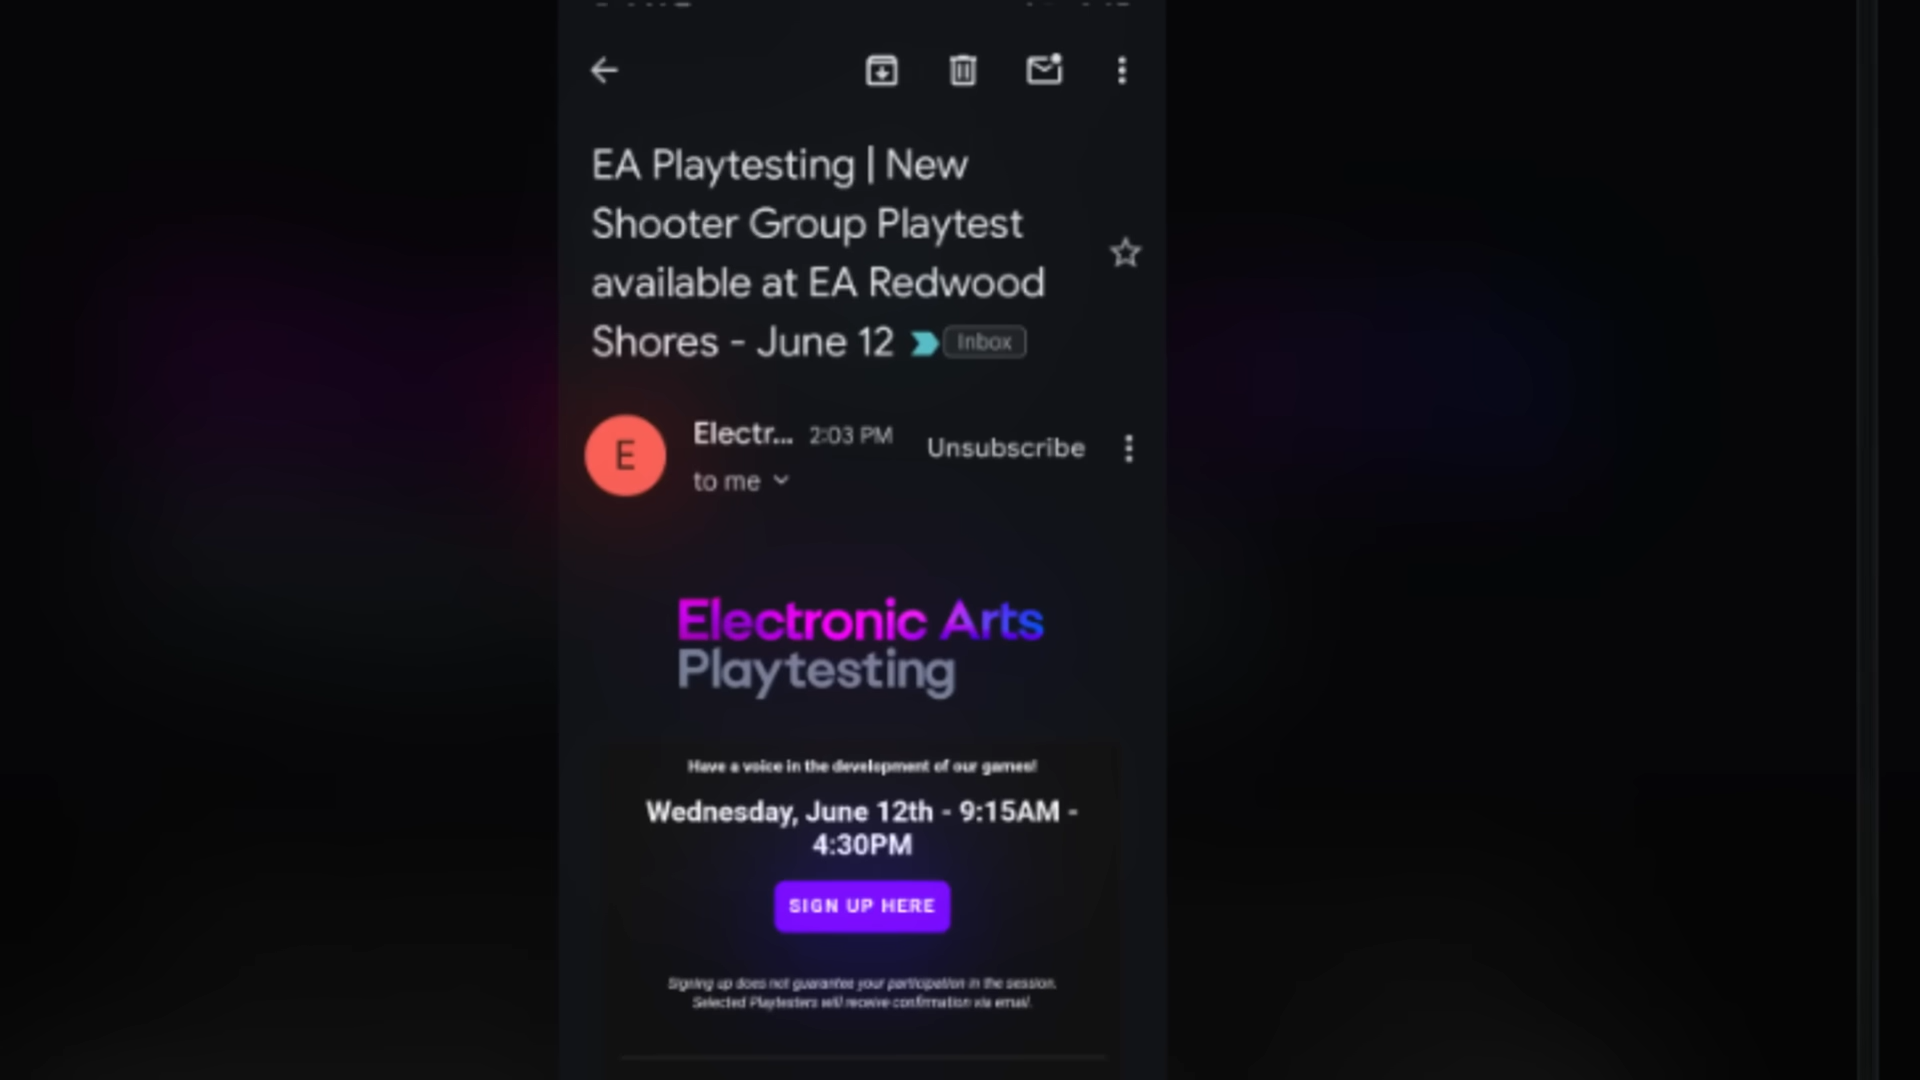 EA Playtesting | New
Shooter Group Playtest
available at EA Redwood
Shores - June 12 Inbox
E
Electr... 2:03 PM Unsubscribe
to me
Electronic Arts
Playtesting
Have a voice in the development of our games!
Wednesday, June 12th - 9:15AM -
4:30PM
SIGN UP HERE
Signing up does not guarantee your participation in the session.
Selected Playtesters will receive confirmation via email.